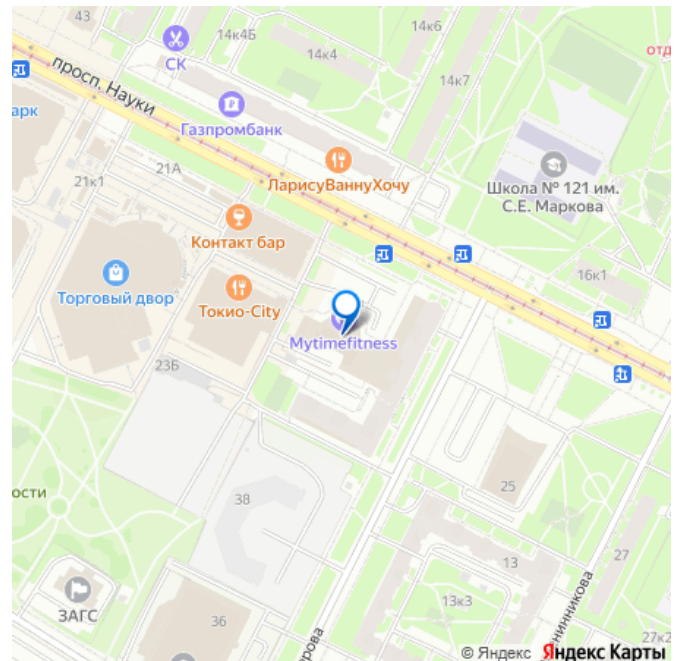 43
14к4Б
14к6
14к4
СК
отд
14к7
просп. Науки
арк
Газпромбанк
21А
21к1
ЛарисуВаннуХочу
Школа № 121 им.
С.Е. Маркова
Контакт бар
16к1
Торговый двор
Токио-City
Mytimefitness
23Б
25
ости
38
13
27
13к3
нинникова
ЗАГС
36
рова
27к2
© Яндекс Яндекс Карты